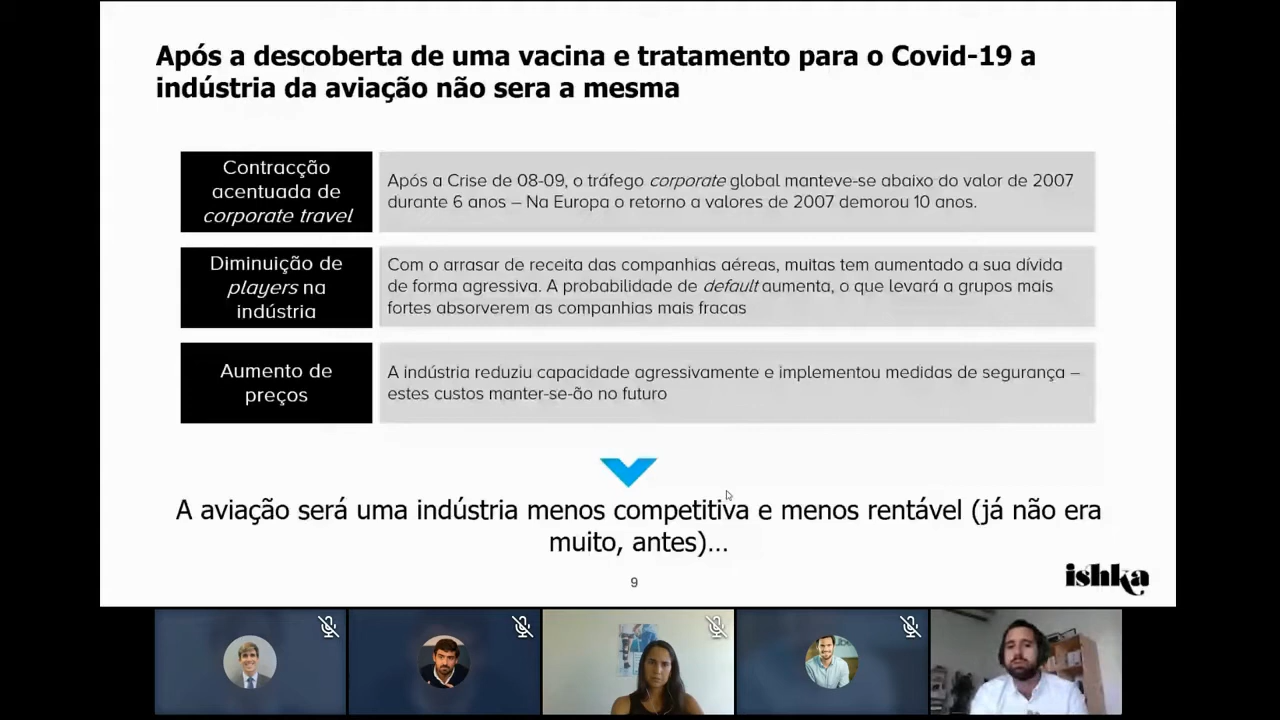 Após a descoberta de uma vacina e tratamento para o Covid-19 a
indústria da aviação não sera a mesma
Contracção
acentuada de
corporate travel
Após a Crise de 08-09, o tráfego corporate global manteve-se abaixo do valor de 2007
durante 6 anos – Na Europa o retorno a valores de 2007 demorou 10 anos.
Diminuição de
players na
indústria
Com o arrasar de receita das companhias aéreas, muitas tem aumentado a sua dívida
de forma agressiva. A probabilidade de default aumenta, o que levará a grupos mais
fortes absorverem as companhias mais fracas
Aumento de
preços
A indústria reduziu capacidade agressivamente e implementou medidas de segurança –
estes custos manter-se-ão no futuro
A aviação será uma indústria menos competitiva e menos rentável (já não era
muito, antes)...
9
ishka